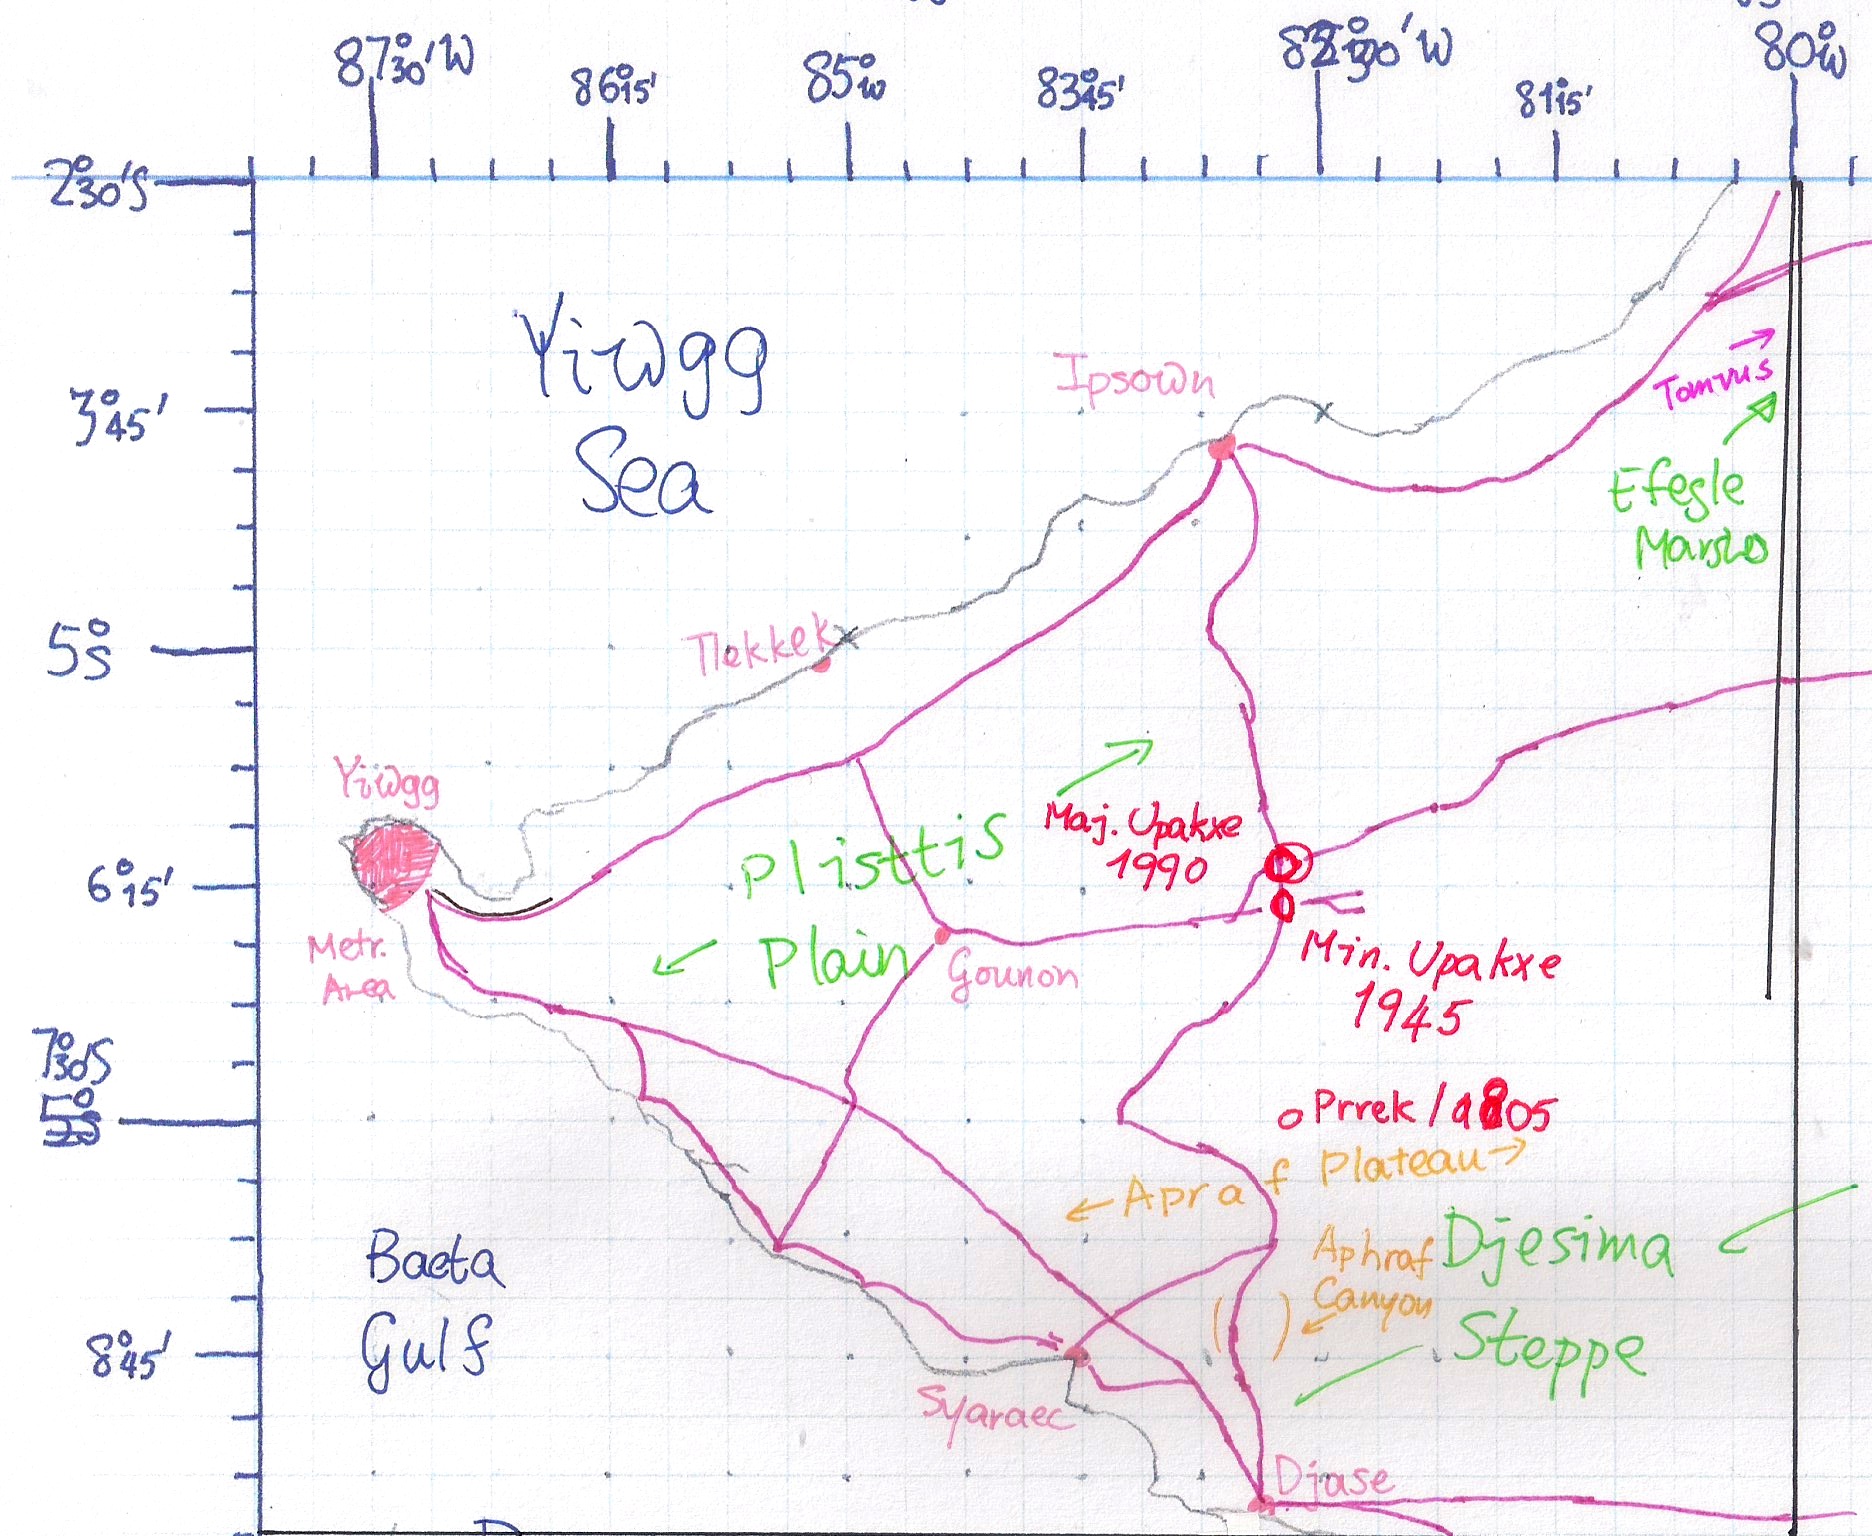 87°30'W
86°15'
85°W
83°45'
82°30'W
81°15'
80°W
2°30'S
3°45'
5°S
6°15'
7°30'S
8°45'
Yiwgg
Sea
Ipsown
Tomrus
Efegle
Marsh
Tlekkek
Yiwgg
Metr.
Area
Plisttis
Plain
Maj. Upakxe
1990
Gounon
Min. Upakxe
1945
Prrek / 1805
Apraf Plateau
Aphraf
Canyon
Djesima
Steppe
Baeta
Gulf
Syaraec
Djase